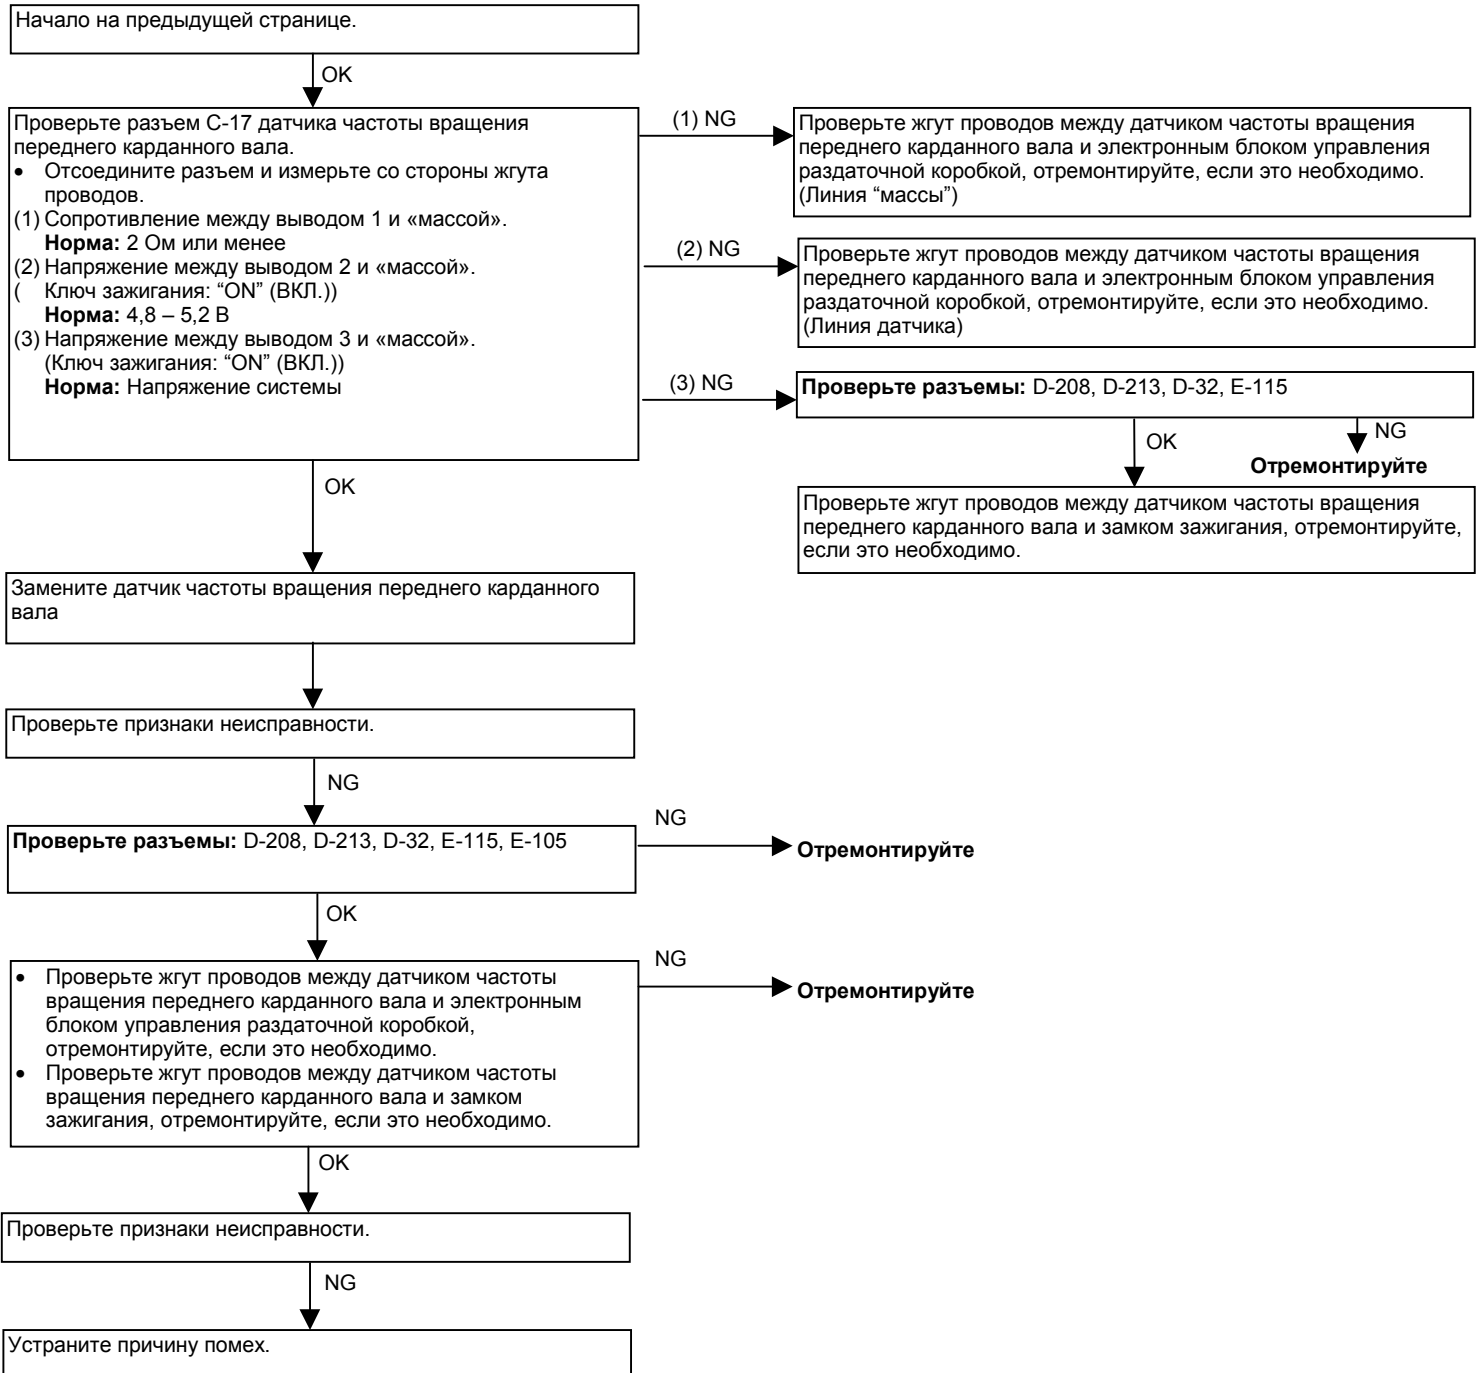 Начало на предыдущей странице.
OK
Проверьте разъем С-17 датчика частоты вращения
переднего карданного вала.
• Отсоедините разъем и измерьте со стороны жгута
проводов.
(1) Сопротивление между выводом 1 и «массой».
Норма: 2 Ом или менее
(2) Напряжение между выводом 2 и «массой».
( Ключ зажигания: “ON” (ВКЛ.))
Норма: 4,8 – 5,2 В
(3) Напряжение между выводом 3 и «массой».
(Ключ зажигания: “ON” (ВКЛ.))
Норма: Напряжение системы
(1) NG
Проверьте жгут проводов между датчиком частоты вращения
переднего карданного вала и электронным блоком управления
раздаточной коробкой, отремонтируйте, если это необходимо.
(Линия “массы”)
(2) NG
Проверьте жгут проводов между датчиком частоты вращения
переднего карданного вала и электронным блоком управления
раздаточной коробкой, отремонтируйте, если это необходимо.
(Линия датчика)
(3) NG
Проверьте разъемы: D-208, D-213, D-32, E-115
OK
NG
Отремонтируйте
Проверьте жгут проводов между датчиком частоты вращения
переднего карданного вала и замком зажигания, отремонтируйте,
если это необходимо.
OK
Замените датчик частоты вращения переднего карданного
вала
Проверьте признаки неисправности.
NG
Проверьте разъемы: D-208, D-213, D-32, E-115, E-105
NG
Отремонтируйте
OK
• Проверьте жгут проводов между датчиком частоты
вращения переднего карданного вала и электронным
блоком управления раздаточной коробкой,
отремонтируйте, если это необходимо.
• Проверьте жгут проводов между датчиком частоты
вращения переднего карданного вала и замком
зажигания, отремонтируйте, если это необходимо.
NG
Отремонтируйте
OK
Проверьте признаки неисправности.
NG
Устраните причину помех.